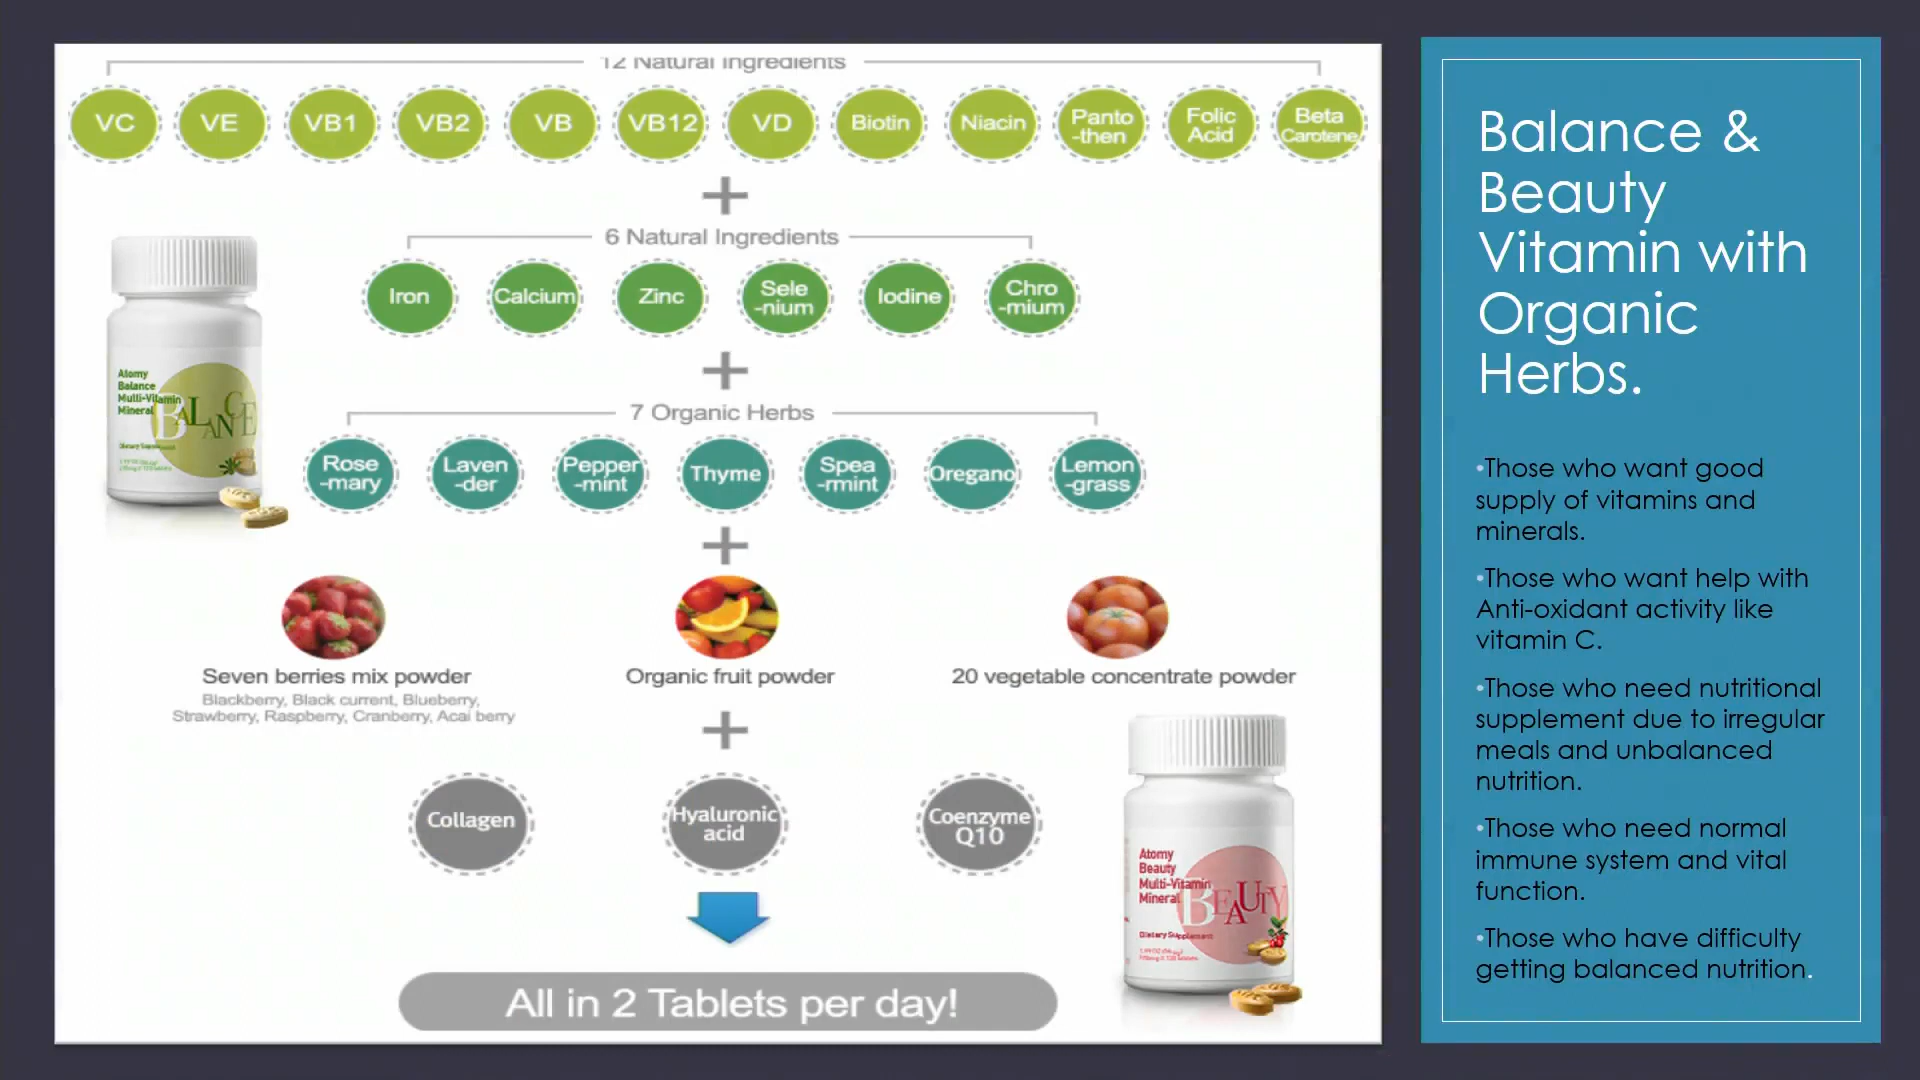 12 Natural Ingredients
VC VE VB1 VB2 VB VB12 VD Biotin Niacin Panto -then Folic Acid Beta Carotene
6 Natural Ingredients
Iron Calcium Zinc Sele -nium Iodine Chro -mium
7 Organic Herbs
Rose -mary Laven -der Pepper -mint Thyme Spea -rmint Oregano Lemon -grass
Atomy
Balance
Multi-Vitamin
Mineral
BALANCE
Seven berries mix powder
Blackberry, Black current, Blueberry,
Strawberry, Raspberry, Cranberry, Acai berry
Organic fruit powder
20 vegetable concentrate powder
Collagen
Hyaluronic
acid
Coenzyme
Q10
Atomy
Beauty
Multi-Vitamin
Mineral
BEAUTY
Dietary Supplement
All in 2 Tablets per day!
Balance &
Beauty
Vitamin with
Organic
Herbs.
•Those who want good
supply of vitamins and
minerals.
•Those who want help with
Anti-oxidant activity like
vitamin C.
•Those who need nutritional
supplement due to irregular
meals and unbalanced
nutrition.
•Those who need normal
immune system and vital
function.
•Those who have difficulty
getting balanced nutrition.